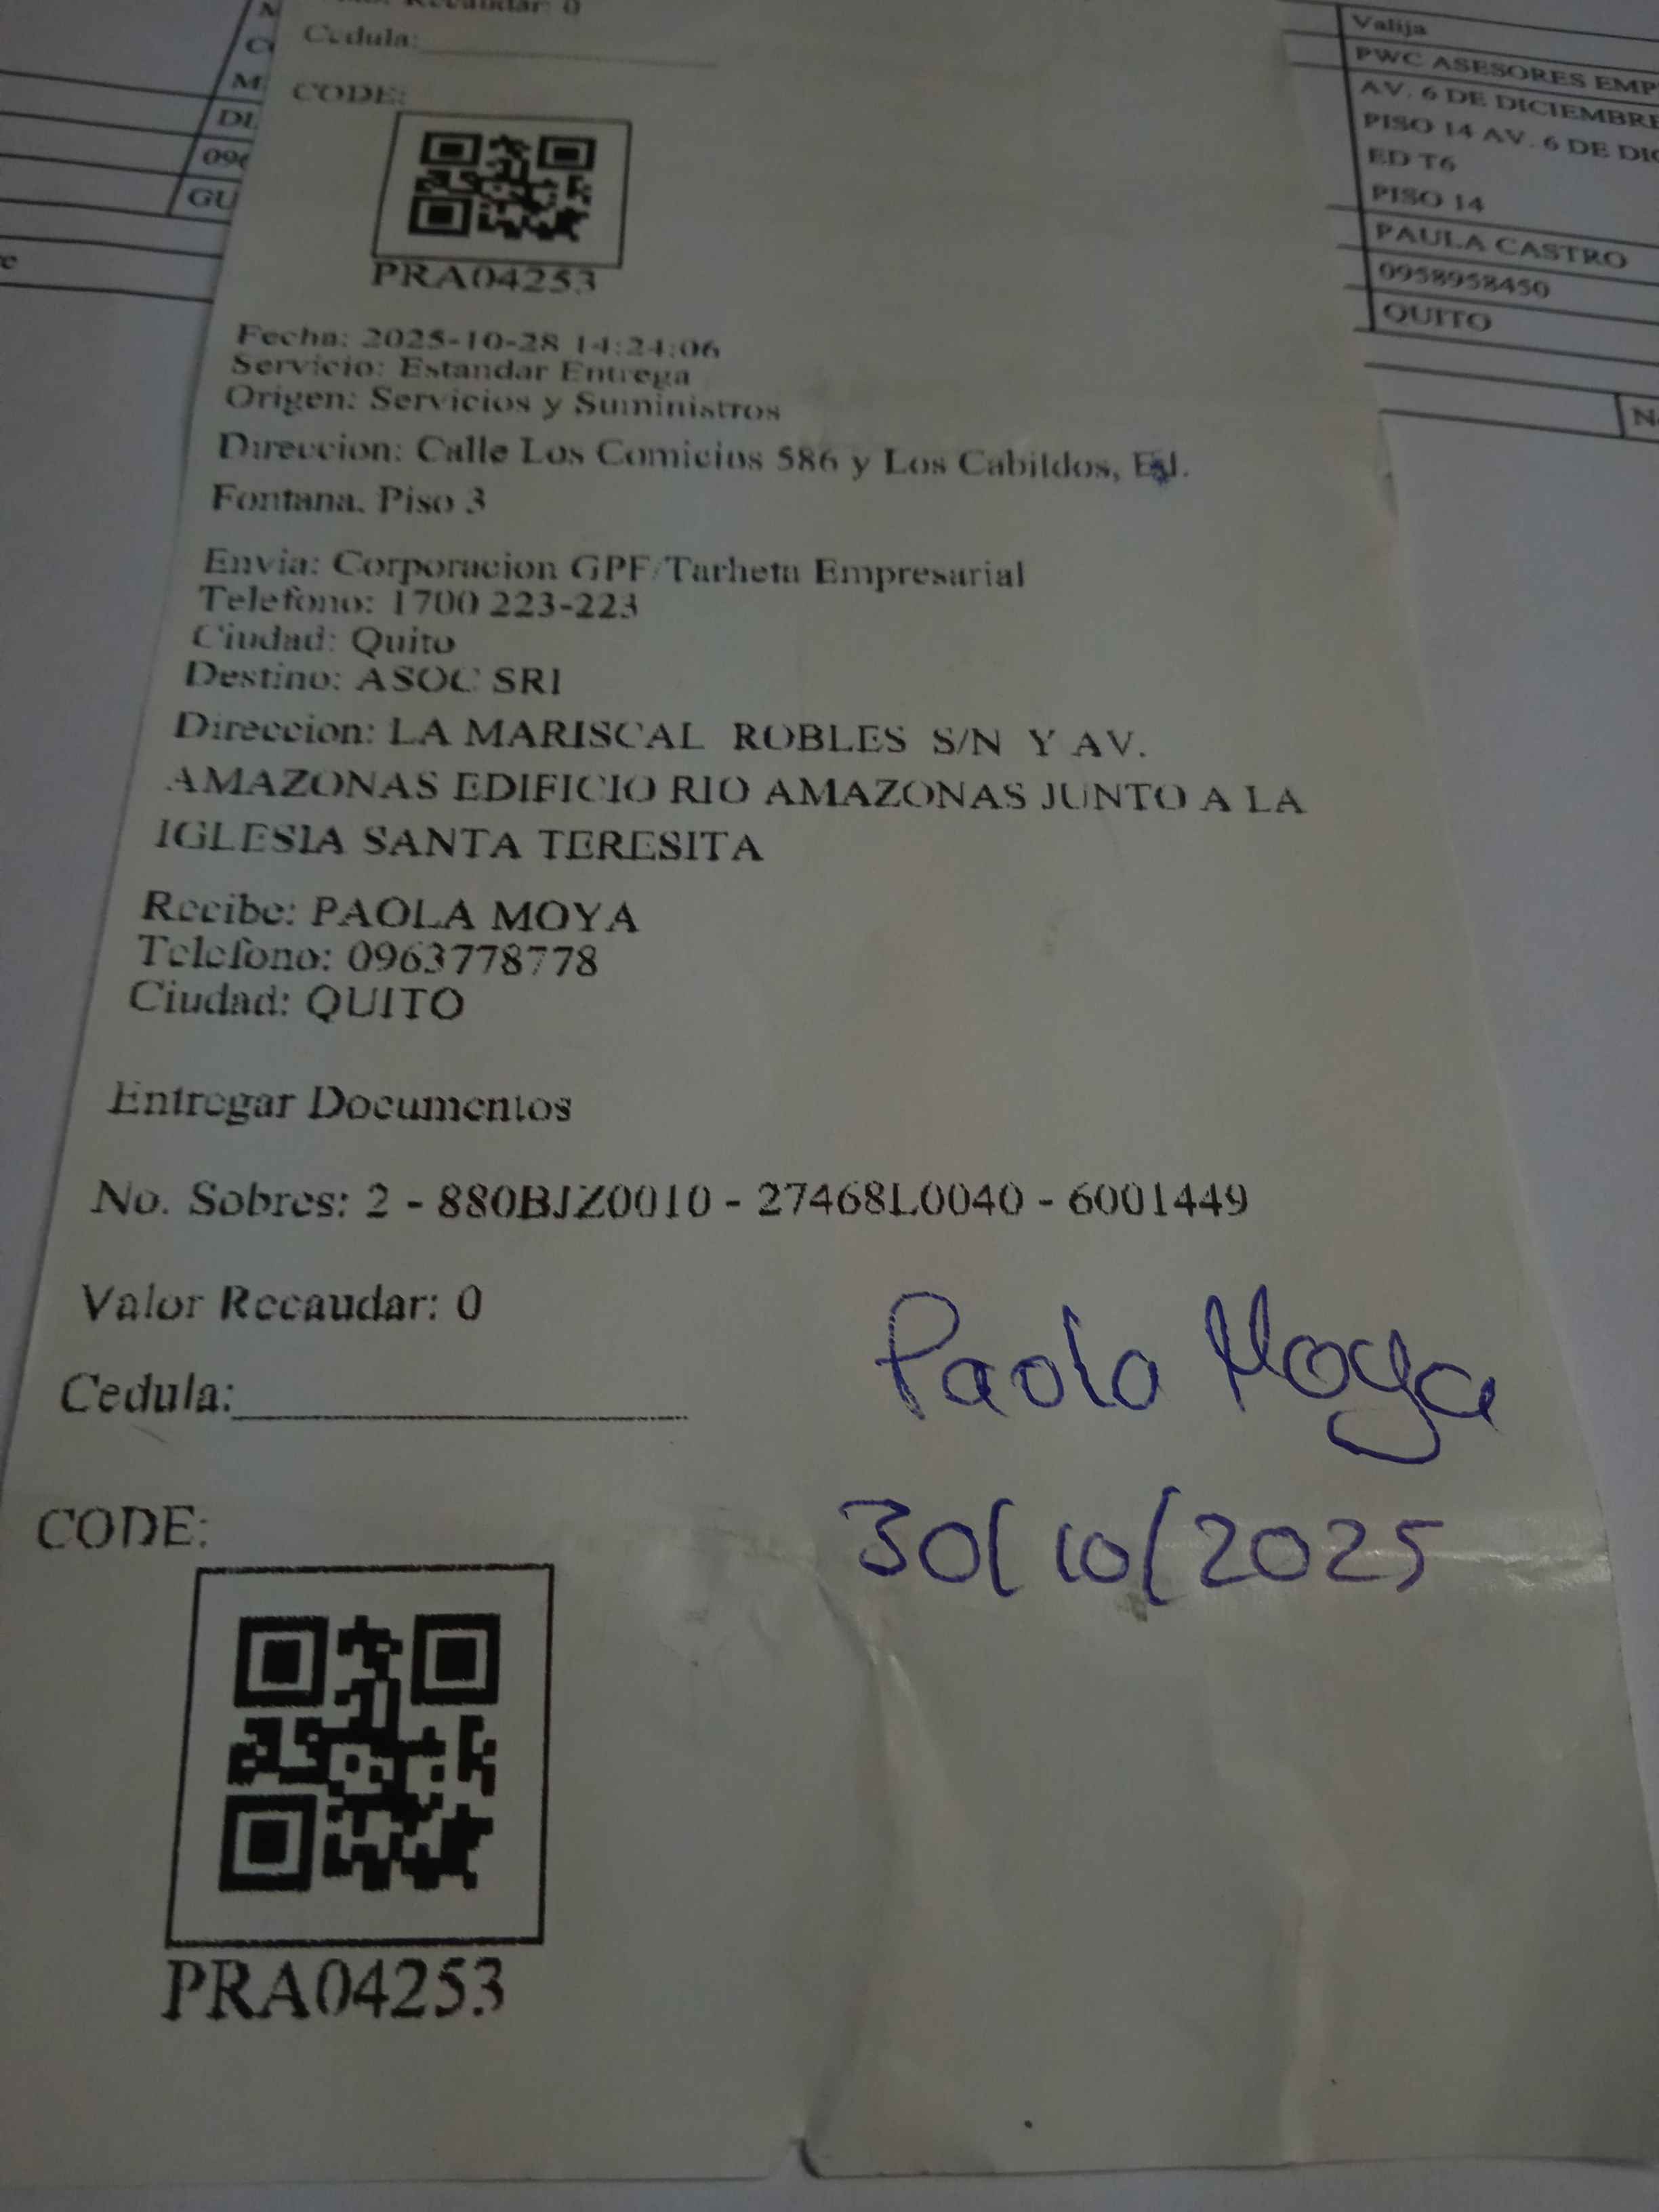 Recaudar: 0
Cedula:
CODE:
PRA04253
Fecha: 2025-10-28 14:24:06
Servicio: Estandar Entrega
Origen: Servicios y Suministros
Direccion: Calle Los Comicios 586 y Los Cabildos,
Fontana. Piso 3
Envia: Corporacion GPF/Tarheta Empresarial
Telefono: 1700 223-223
Ciudad: Quito
Destino: ASOC SRI
Direccion: LA MARISCAL ROBLES S/N Y AV.
AMAZONAS EDIFICIO RIO AMAZONAS JUNTO A LA
IGLESIA SANTA TERESITA
Recibe: PAOLA MOYA
Telefono: 0963778778
Ciudad: QUITO
Entregar Documentos
No. Sobres: 2 - 880BJZ0010 - 27468L0040 - 6001449
Valor Recaudar: 0
Cedula:
Paola Moya
30/10/2025
CODE:
PRA04253
Valija
PWC ASESORES EMP
AV. 6 DE DICIEMBRE
PISO 14 AV. 6 DE DIC
ED T6
PISO 14
PAULA CASTRO
0958958450
QUITO
GU